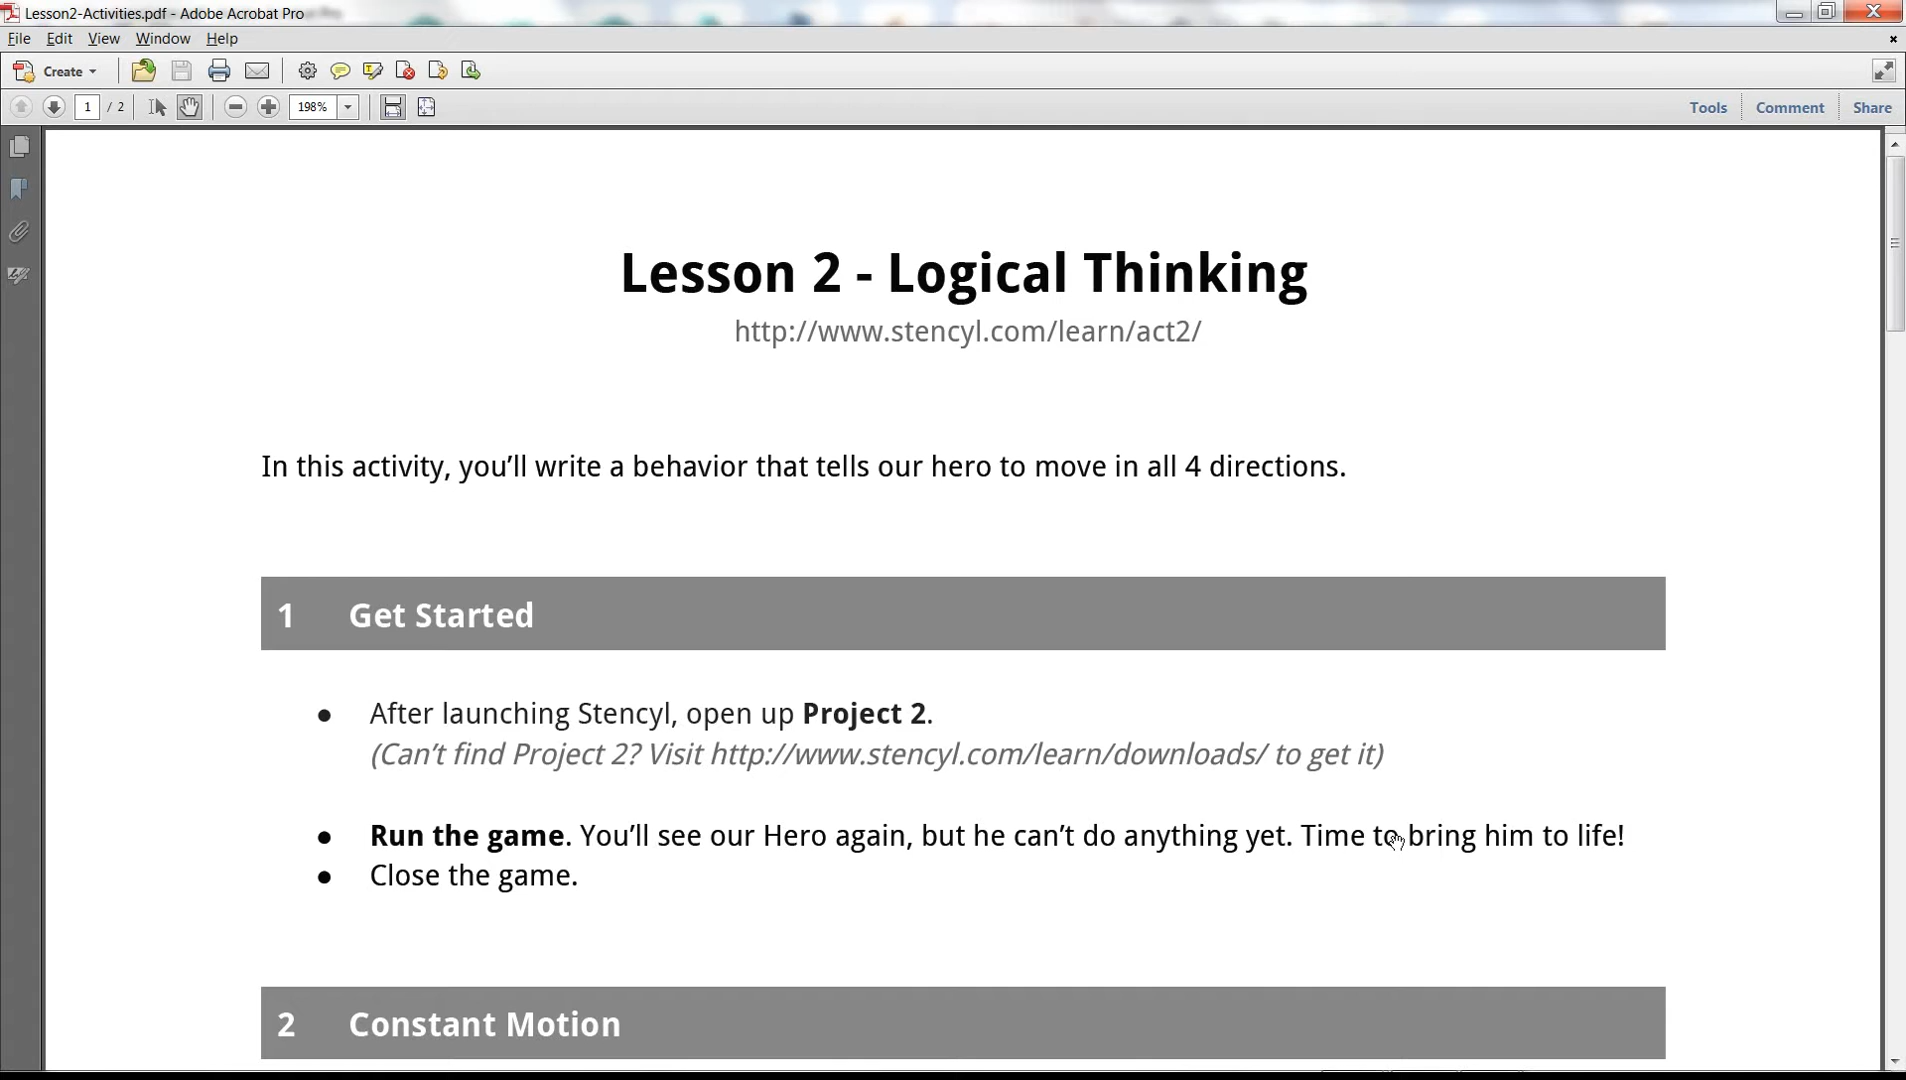 Lesson2-Activities.pdf - Adobe Acrobat Pro
File Edit View Window Help
Create
1 / 2 198% Tools Comment Share
Lesson 2 - Logical Thinking
http://www.stencyl.com/learn/act2/
In this activity, you’ll write a behavior that tells our hero to move in all 4 directions.
1 Get Started
● After launching Stencyl, open up Project 2.
(Can’t find Project 2? Visit http://www.stencyl.com/learn/downloads/ to get it)
● Run the game. You’ll see our Hero again, but he can’t do anything yet. Time to bring him to life!
● Close the game.
2 Constant Motion